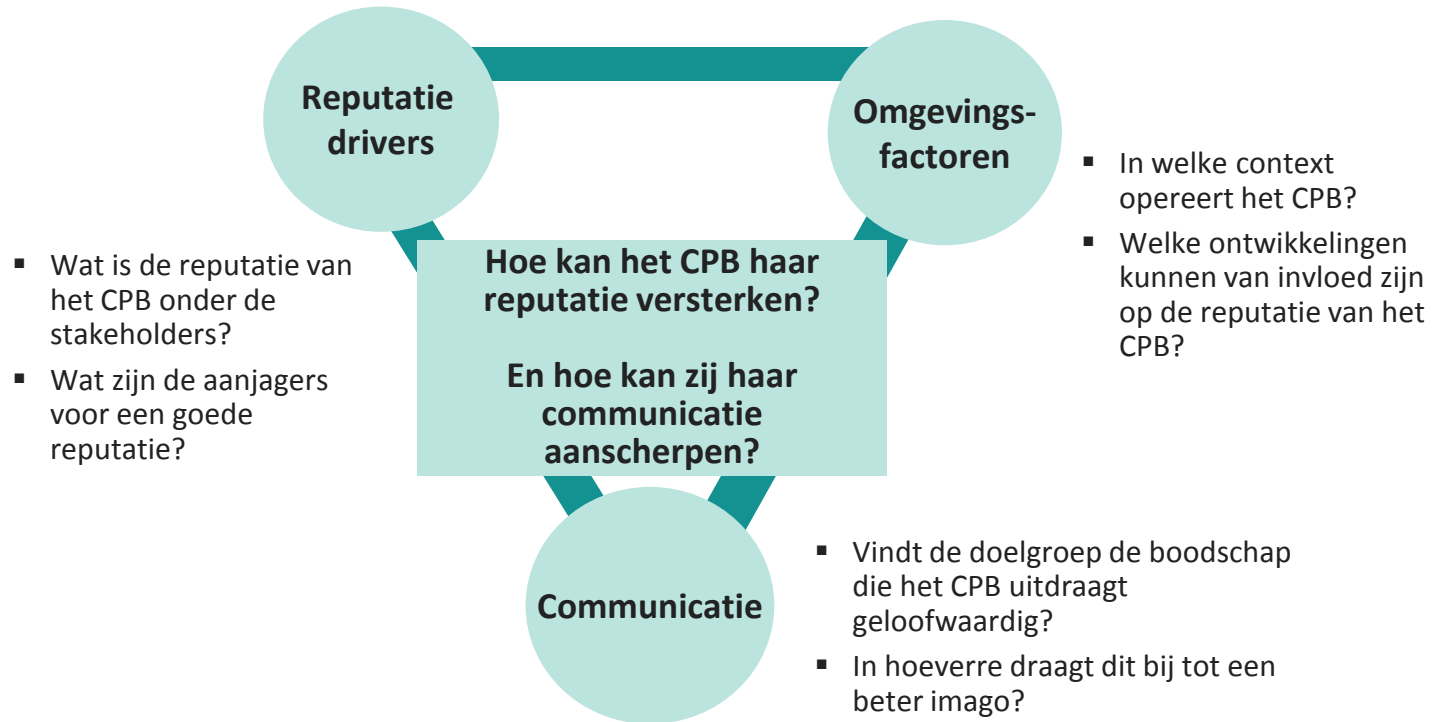 Reputatie
drivers
Omgevings-
factoren
▪ In welke context
opereert het CPB?
▪ Welke ontwikkelingen
kunnen van invloed zijn
op de reputatie van het
CPB?
▪ Wat is de reputatie van
het CPB onder de
stakeholders?
▪ Wat zijn de aanjagers
voor een goede
reputatie?
Hoe kan het CPB haar
reputatie versterken?
En hoe kan zij haar
communicatie
aanscherpen?
Communicatie
▪ Vindt de doelgroep de boodschap
die het CPB uitdraagt
geloofwaardig?
▪ In hoeverre draagt dit bij tot een
beter imago?